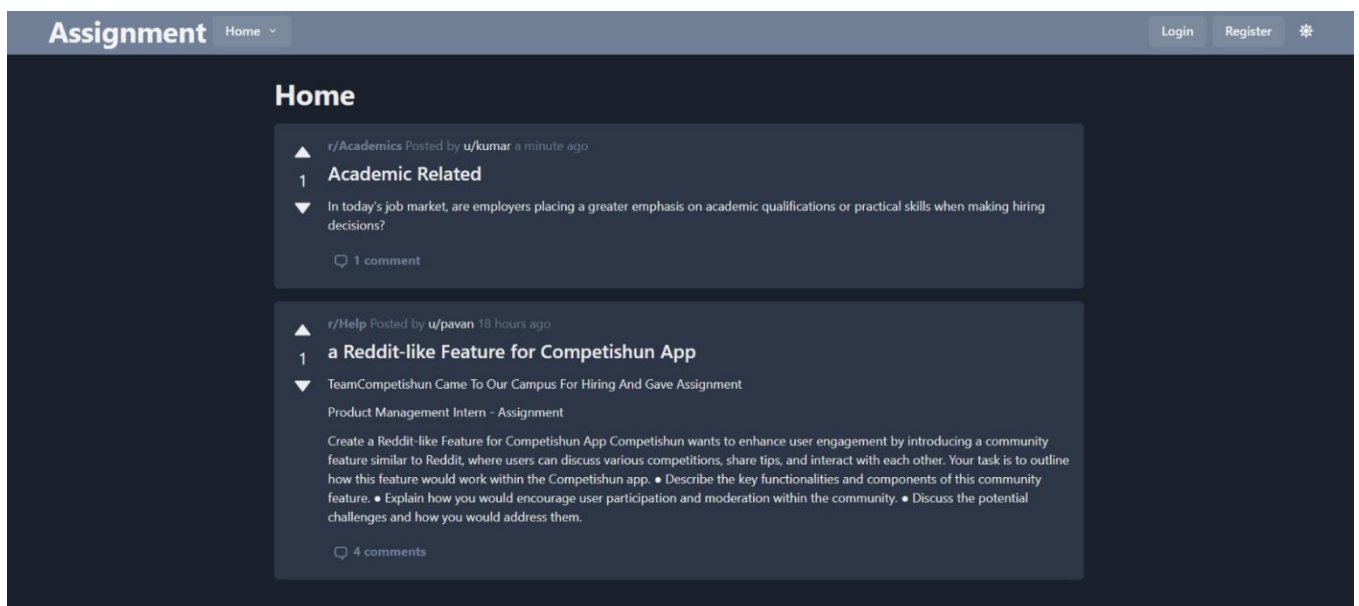 Assignment Home Login Register
Home
r/Academics Posted by u/kumar a minute ago
1
Academic Related
In today's job market, are employers placing a greater emphasis on academic qualifications or practical skills when making hiring
decisions?
1 comment
r/Help Posted by u/pavan 18 hours ago
1
a Reddit-like Feature for Competishun App
TeamCompetishun Came To Our Campus For Hiring And Gave Assignment
Product Management Intern - Assignment
Create a Reddit-like Feature for Competishun App Competishun wants to enhance user engagement by introducing a community
feature similar to Reddit, where users can discuss various competitions, share tips, and interact with each other. Your task is to outline
how this feature would work within the Competishun app. ● Describe the key functionalities and components of this community
feature. ● Explain how you would encourage user participation and moderation within the community. ● Discuss the potential
challenges and how you would address them.
4 comments